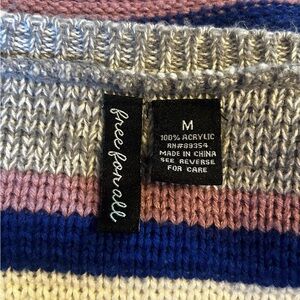 free for all
M
100% ACRYLIC
RN#89354
MADE IN CHINA
SEE REVERSE
FOR CARE